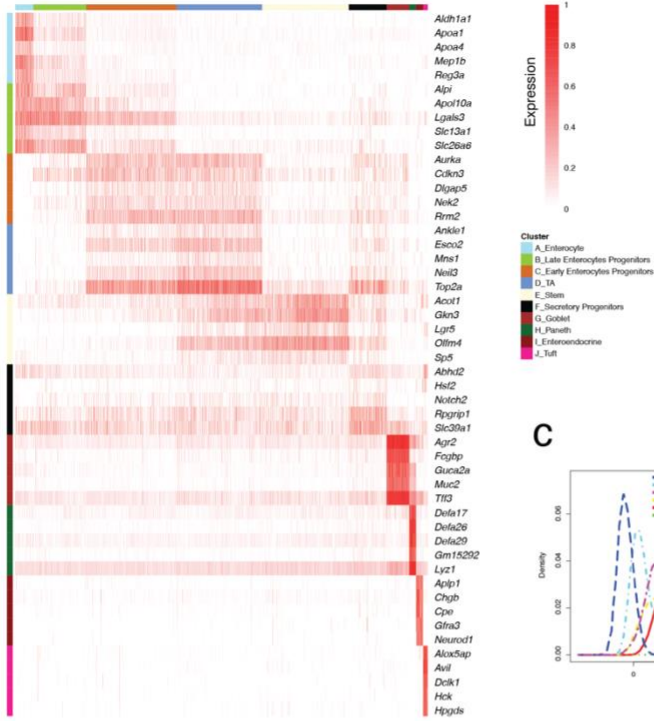 Aldh1a1
Apoa1
Apoa4
Mep1b
Reg3a
Alpi
Apol10a
Lgals3
Slc13a1
Slc26a6
Aurka
Cdkn3
Dlgap5
Nek2
Rrm2
Ankle1
Esco2
Mns1
Neil3
Top2a
Acot1
Gkn3
Lgr5
Olfm4
Sp5
Abhd2
Hsf2
Notch2
Rpgrip1
Slc39a1
Agr2
Fcgbp
Guca2a
Muc2
Tff3
Defa17
Defa26
Defa29
Gm15292
Lyz1
Aplp1
Chgb
Cpe
Gfra3
Neurod1
Alox5ap
Avil
Dclk1
Hck
Hpgds
Expression
1
0.8
0.6
0.4
0.2
0
Cluster
A_Enterocyte
B_Late Enterocytes Progenitors
C_Early Enterocytes Progenitors
D_TA
E_Stem
F_Secretory Progenitors
G_Goblet
H_Paneth
I_Enteroendocrine
J_Tuft
C
Density
0.06
0.04
0.02
0.00
0